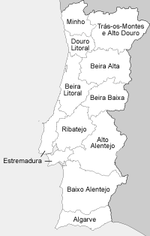 Minho
Trás-os-Montes
e Alto Douro
Douro
Litoral
Beira Alta
Beira
Litoral
Beira Baixa
Ribatejo
Alto
Alentejo
Estremadura
Baixo Alentejo
Algarve